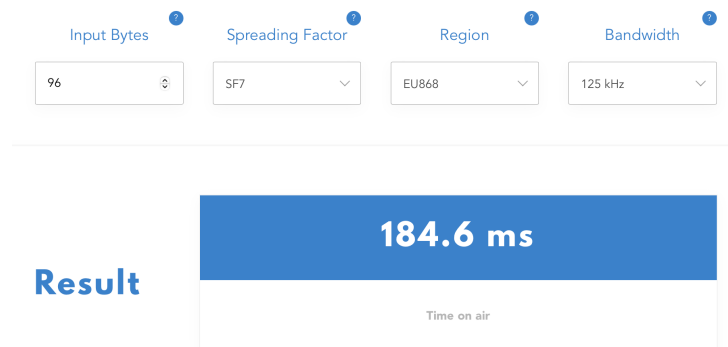 ? ? ? ?
Input Bytes Spreading Factor Region Bandwidth
96 SF7 EU868 125 kHz
184.6 ms
Result
Time on air